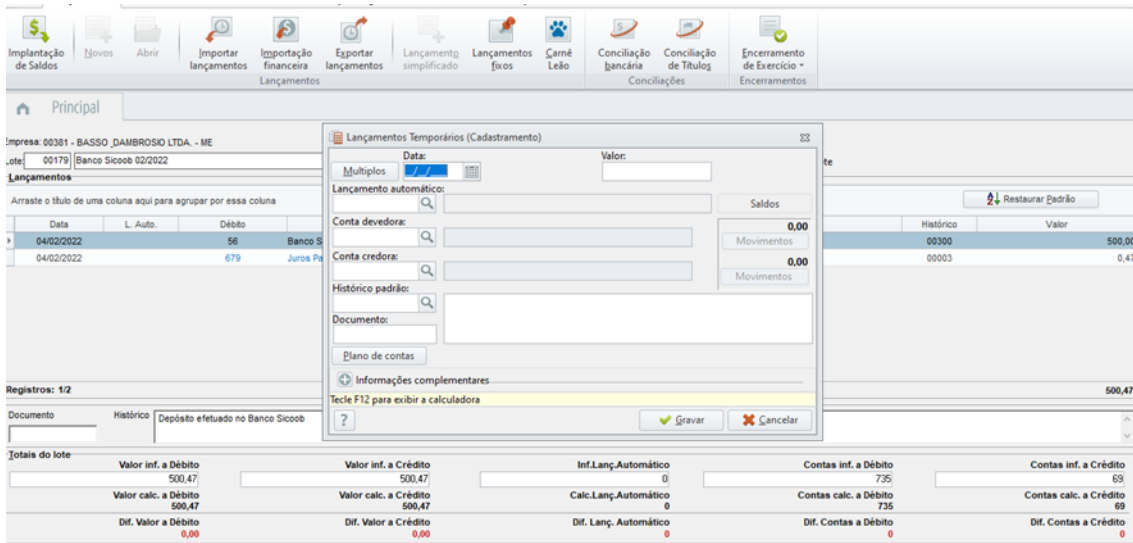 Implantação de Saldos
Novos
Abrir
Importar lançamentos
Importação financeira
Exportar lançamentos
Lançamento simplificado
Lançamentos fixos
Carnê Leão
Conciliação bancária
Conciliação de Títulos
Encerramento de Exercício
Lançamentos
Conciliações
Encerramentos
Principal
Empresa: 00381 - BASSO ,DAMBROSIO LTDA. - ME
Lote: 00179 Banco Sicoob 02/2022
Lançamentos
Arraste o título de uma coluna aqui para agrupar por essa coluna
Restaurar Padrão
Data L. Auto. Débito Histórico Valor
04/02/2022 56 Banco S 00300 500,00
04/02/2022 679 Juros Pa 00003 0,47
Registros: 1/2 500,47
Lançamentos Temporários (Cadastramento)
Data: Valor:
Multiplos __/__/__
Lançamento automático:
Saldos
Conta devedora:
0,00
Movimentos
Conta credora:
0,00
Movimentos
Histórico padrão:
Documento:
Plano de contas
Informações complementares
Tecle F12 para exibir a calculadora
? Gravar Cancelar
Documento Histórico Depósito efetuado no Banco Sicoob
Totais do lote
Valor inf. a Débito Valor inf. a Crédito Inf.Lanç.Automático Contas inf. a Débito Contas inf. a Crédito
500,47 500,47 0 735 69
Valor calc. a Débito Valor calc. a Crédito Calc.Lanç.Automático Contas calc. a Débito Contas calc. a Crédito
500,47 500,47 0 735 69
Dif. Valor a Débito Dif. Valor a Crédito Dif. Lanç. Automático Dif. Contas a Débito Dif. Contas a Crédito
0,00 0,00 0 0 0